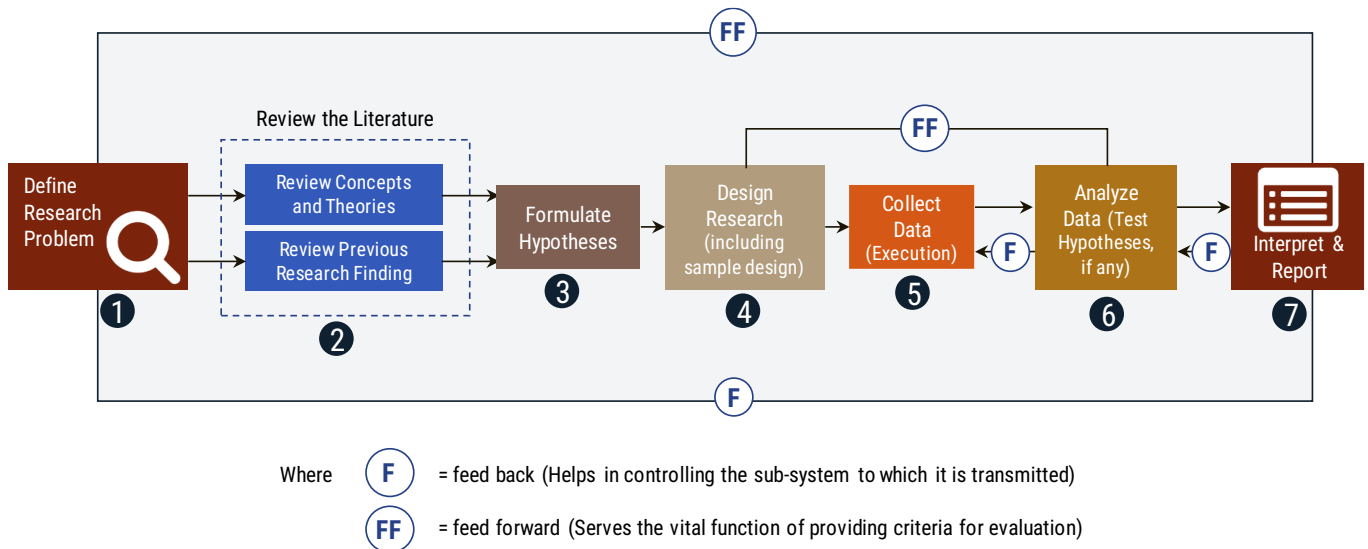 FF
Review the Literature
FF
Define
Research
Problem
Review Concepts
and Theories
Review Previous
Research Finding
Formulate
Hypotheses
Design
Research
(including
sample design)
Collect
Data
(Execution)
F
Analyze
Data (Test
Hypotheses,
if any)
F
Interpret &
Report
1
2
3
4
5
6
7
F
Where F = feed back (Helps in controlling the sub-system to which it is transmitted)
FF = feed forward (Serves the vital function of providing criteria for evaluation)